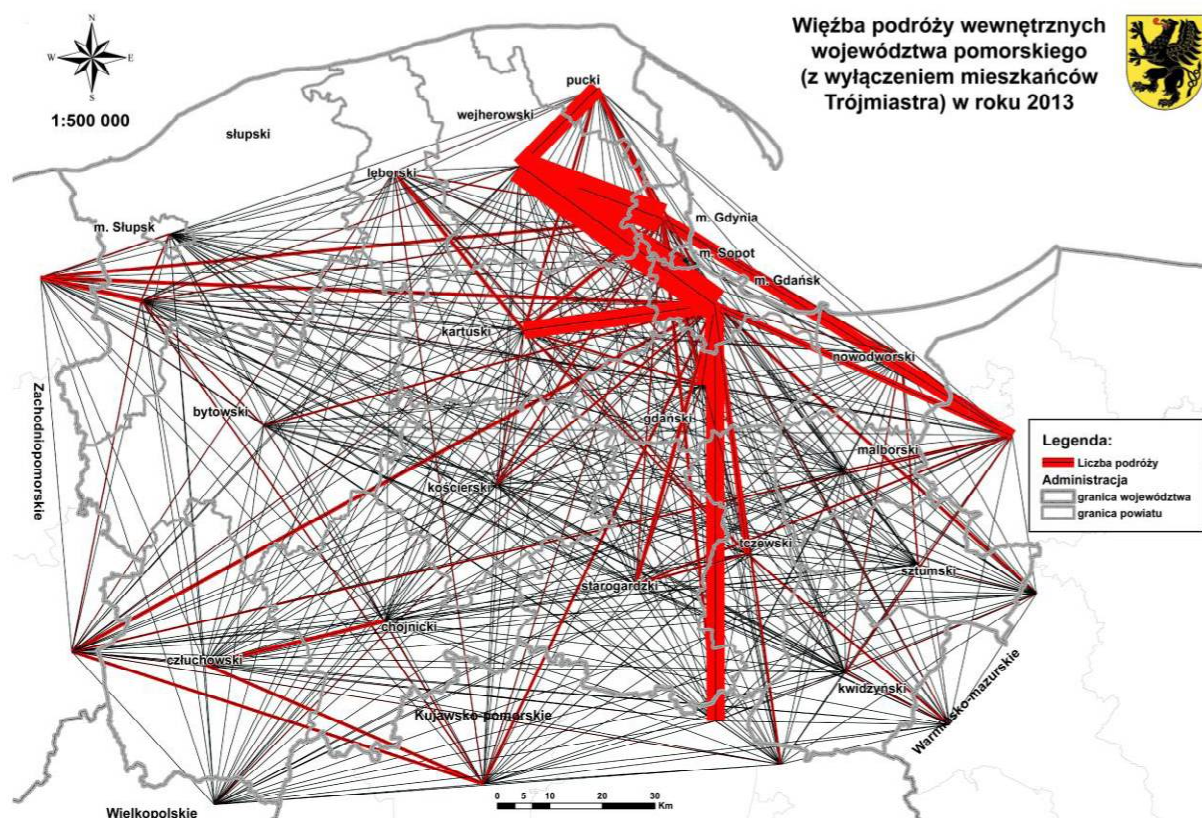 Więźba podróży wewnętrznych
województwa pomorskiego
(z wyłączeniem mieszkańców
Trójmiastra) w roku 2013
N
W
E
S
1:500 000
pucki
wejherowski
słupski
lęborski
m. Słupsk
m. Gdynia
m. Sopot
m. Gdańsk
kartuski
nowodworski
Zachodniopomorskie
bytowski
gdański
malborski
kościerski
Legenda:
Liczba podróży
Administracja
granica województwa
granica powiatu
tczewski
starogardzki
sztumski
chojnicki
człuchowski
kwidzyński
Kujawsko-pomorskie
Warmińsko-mazurskie
Wielkopolskie
0 5 10 20 30
Km